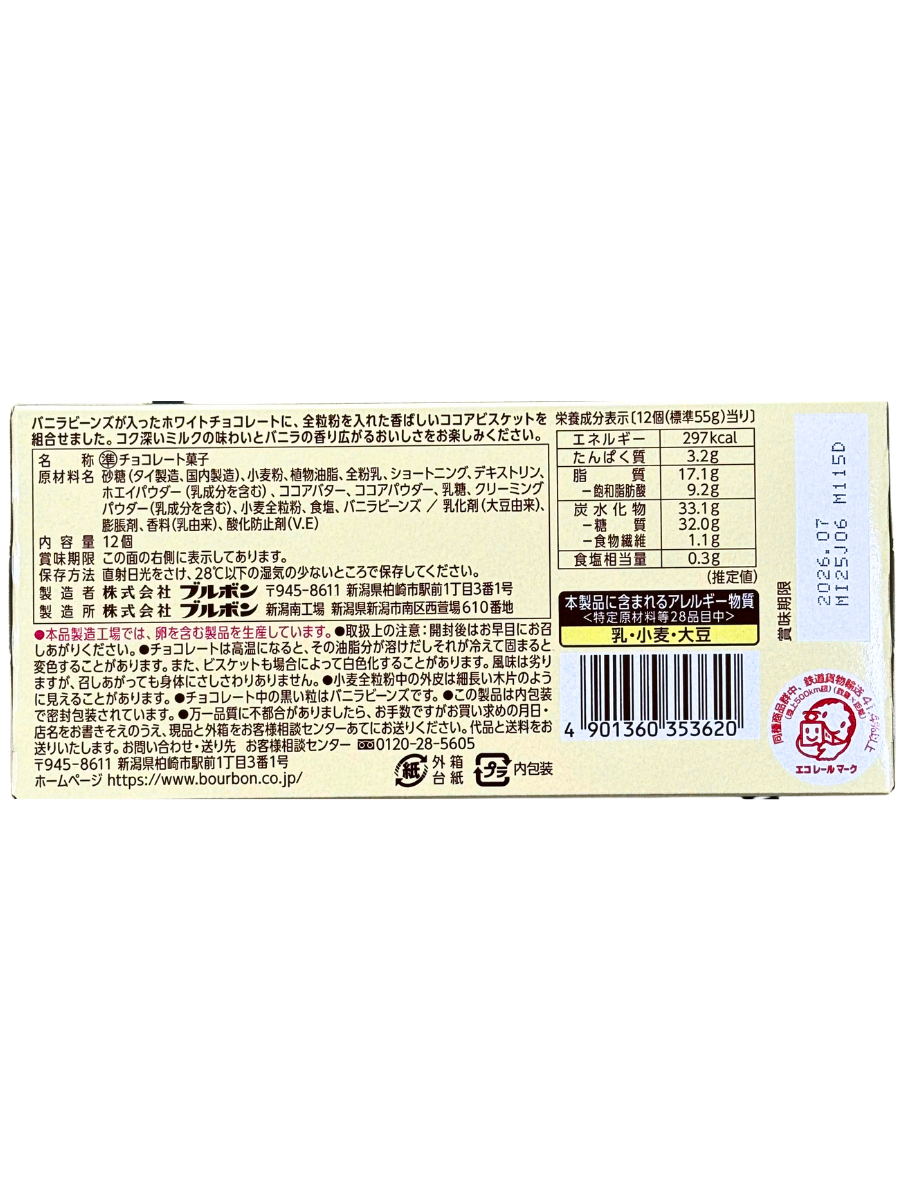 バニラビーンズが入ったホワイトチョコレートに、全粒粉を入れた香ばしいココアビスケットを
組合せました。コク深いミルクの味わいとバニラの香り広がるおいしさをお楽しみください。
名 称 準チョコレート菓子
原材料名 砂糖(タイ製造、国内製造)、小麦粉、植物油脂、全粉乳、ショートニング、デキストリン、
ホエイパウダー(乳成分を含む)、ココアバター、ココアパウダー、乳糖、クリーミング
パウダー(乳成分を含む)、小麦全粒粉、食塩、バニラビーンズ / 乳化剤(大豆由来)、
膨脹剤、香料(乳由来)、酸化防止剤(V.E)
内 容 量 12個
賞味期限 この面の右側に表示してあります。
保存方法 直射日光をさけ、28℃以下の湿気の少ないところで保存してください。
製 造 者 株式会社 ブルボン 〒945-8611 新潟県柏崎市駅前1丁目3番1号
製 造 所 株式会社 ブルボン 新潟南工場 新潟県新潟市南区西萱場610番地
●本品製造工場では、卵を含む製品を生産しています。●取扱上の注意:開封後はお早目にお召
しあがりください。●チョコレートは高温になると、その油脂分が溶けだしそれが冷えて固まると
変色することがあります。また、ビスケットも場合によって白色化することがあります。風味は劣り
ますが、召しあがっても身体にさしさわりありません。●小麦全粒粉中の外皮は細長い木片のよう
に見えることがあります。●チョコレート中の黒い粒はバニラビーンズです。●この製品は内包装
で密封包装されています。●万一品質に不都合がありましたら、お手数ですがお買い求めの月日・
店名をお書きそえのうえ、現品と外箱をお客様相談センターあてにお送りください。代品と送料をお
送りいたします。お問い合わせ・送り先 お客様相談センター 0120-28-5605
〒945-8611 新潟県柏崎市駅前1丁目3番1号
ホームページ https://www.bourbon.co.jp/
紙 外箱
台紙
プラ 内包装
栄養成分表示〔12個(標準55g)当り〕
エネルギー 297kcal
たんぱく質 3.2g
脂 質 17.1g
−飽和脂肪酸 9.2g
炭水化物 33.1g
−糖 質 32.0g
−食物繊維 1.1g
食塩相当量 0.3g
(推定値)
本製品に含まれるアレルギー物質
<特定原材料等28品目中>
乳・小麦・大豆
4 901360 353620
賞味期限
2026.07
MI25J06 M115D
同種商品群中、鉄道貨物輸送
(陸上500km超)(数量×距離)
エコレールマーク